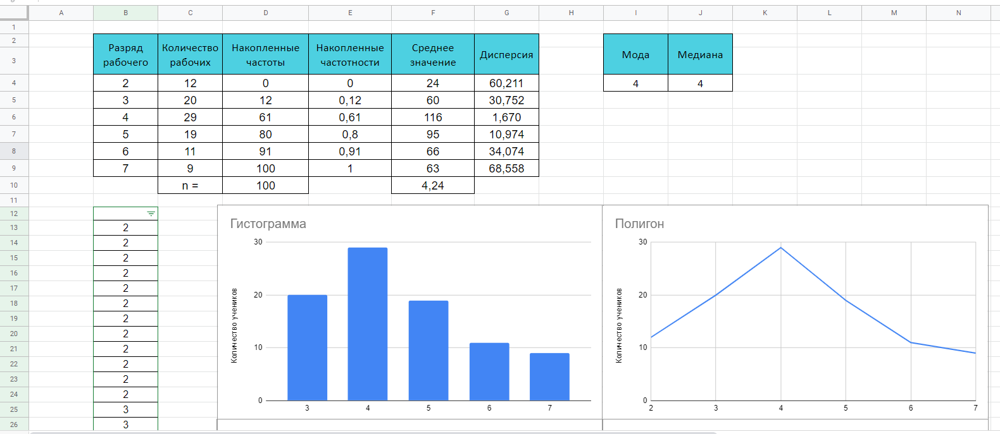 A B C D E F G H I J K L M N
1
2
3
Разряд рабочего Количество рабочих Накопленные частоты Накопленные частотности Среднее значение Дисперсия Мода Медиана
4 2 12 0 0 24 60,211 4 4
5 3 20 12 0,12 60 30,752
6 4 29 61 0,61 116 1,670
7 5 19 80 0,8 95 10,974
8 6 11 91 0,91 66 34,074
9 7 9 100 1 63 68,558
10 n = 100 4,24
11
12
13 2
14 2
15 2
16 2
17 2
18 2
19 2
20 2
21 2
22 2
23 2
24 2
25 3
26 3
Гистограмма
Количество учеников
30
20
10
0
3 4 5 6 7
Полигон
Количество учеников
30
20
10
0
2 3 4 5 6 7